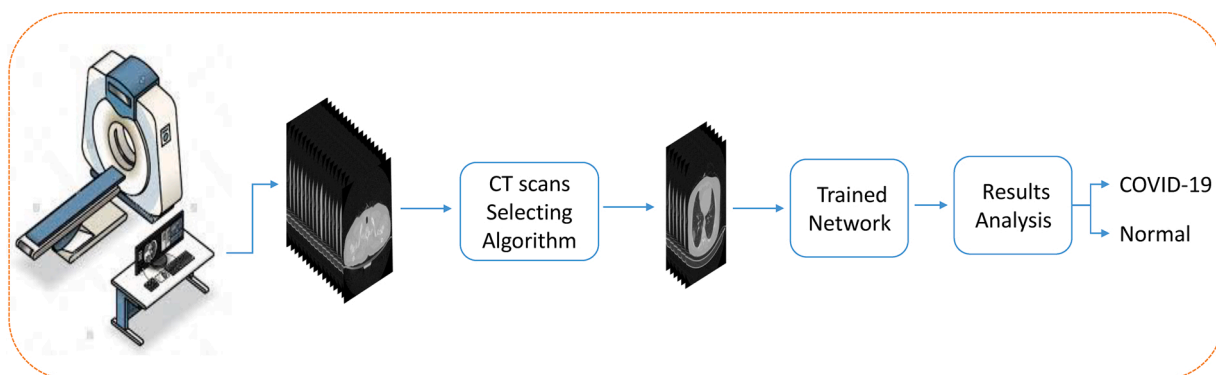 CT scans
Selecting
Algorithm
Trained
Network
Results
Analysis
COVID-19
Normal